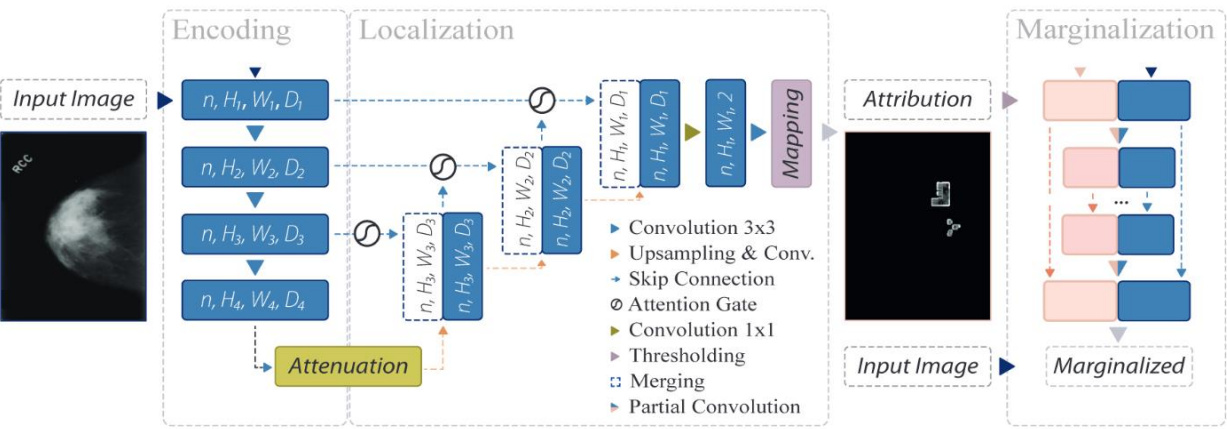 Encoding
Localization
Marginalization
Input Image
n, H1, W1, D1
n, H2, W2, D2
n, H3, W3, D3
n, H4, W4, D4
Attenuation
n, H3, W3, D3
n, H3, W3, D3
n, H2, W2, D2
n, H2, W2, D2
n, H1, W1, D1
n, H1, W1, D1
n, H1, W1, 2
Mapping
RCC
Convolution 3x3
Upsampling & Conv.
Skip Connection
Attention Gate
Convolution 1x1
Thresholding
Merging
Partial Convolution
Attribution
Input Image
...
Marginalized